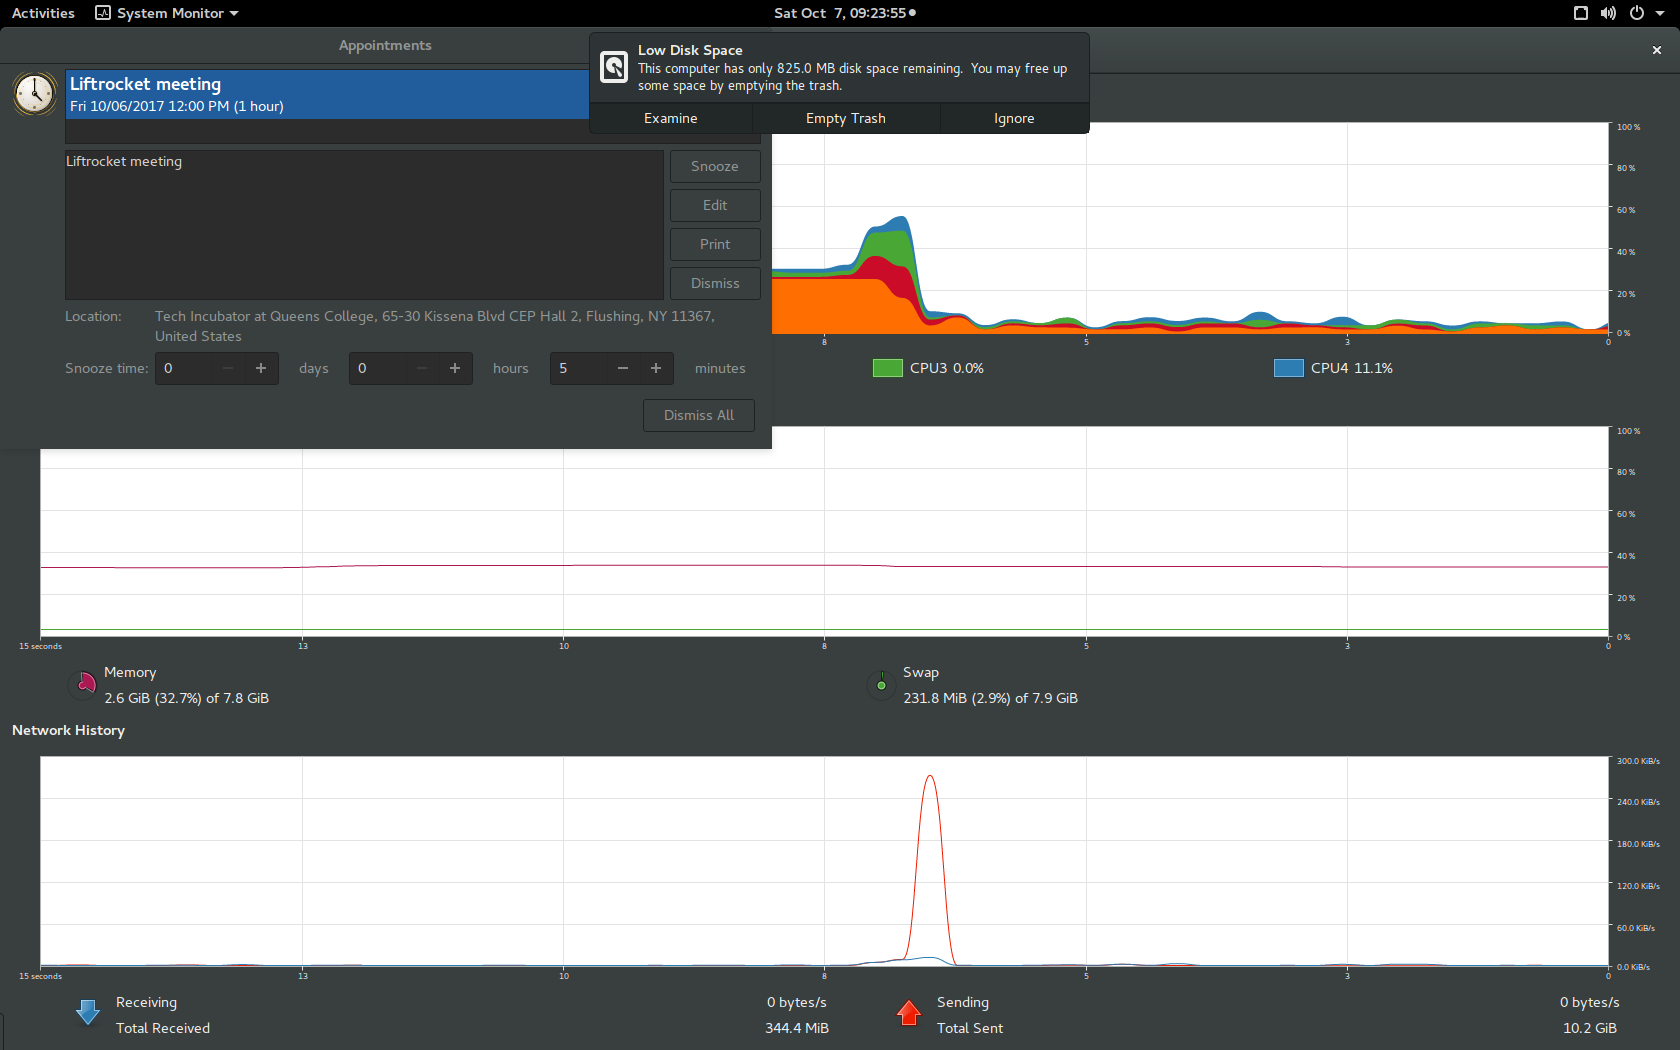 Activities
System Monitor
Sat Oct 7, 09:23:55
Appointments
Low Disk Space
This computer has only 825.0 MB disk space remaining. You may free up
some space by emptying the trash.
Examine
Empty Trash
Ignore
Liftrocket meeting
Fri 10/06/2017 12:00 PM (1 hour)
Liftrocket meeting
Snooze
Edit
Print
Dismiss
Location:
Tech Incubator at Queens College, 65-30 Kissena Blvd CEP Hall 2, Flushing, NY 11367,
United States
Snooze time:
0
days
0
hours
5
minutes
Dismiss All
100 %
80 %
60 %
40 %
20 %
0 %
8
5
3
0
CPU3 0.0%
CPU4 11.1%
100 %
80 %
60 %
40 %
20 %
0 %
15 seconds
13
10
8
5
3
0
Memory
2.6 GiB (32.7%) of 7.8 GiB
Swap
231.8 MiB (2.9%) of 7.9 GiB
Network History
300.0 KiB/s
240.0 KiB/s
180.0 KiB/s
120.0 KiB/s
60.0 KiB/s
0.0 KiB/s
15 seconds
13
10
8
5
3
0
Receiving
0 bytes/s
Total Received
344.4 MiB
Sending
0 bytes/s
Total Sent
10.2 GiB